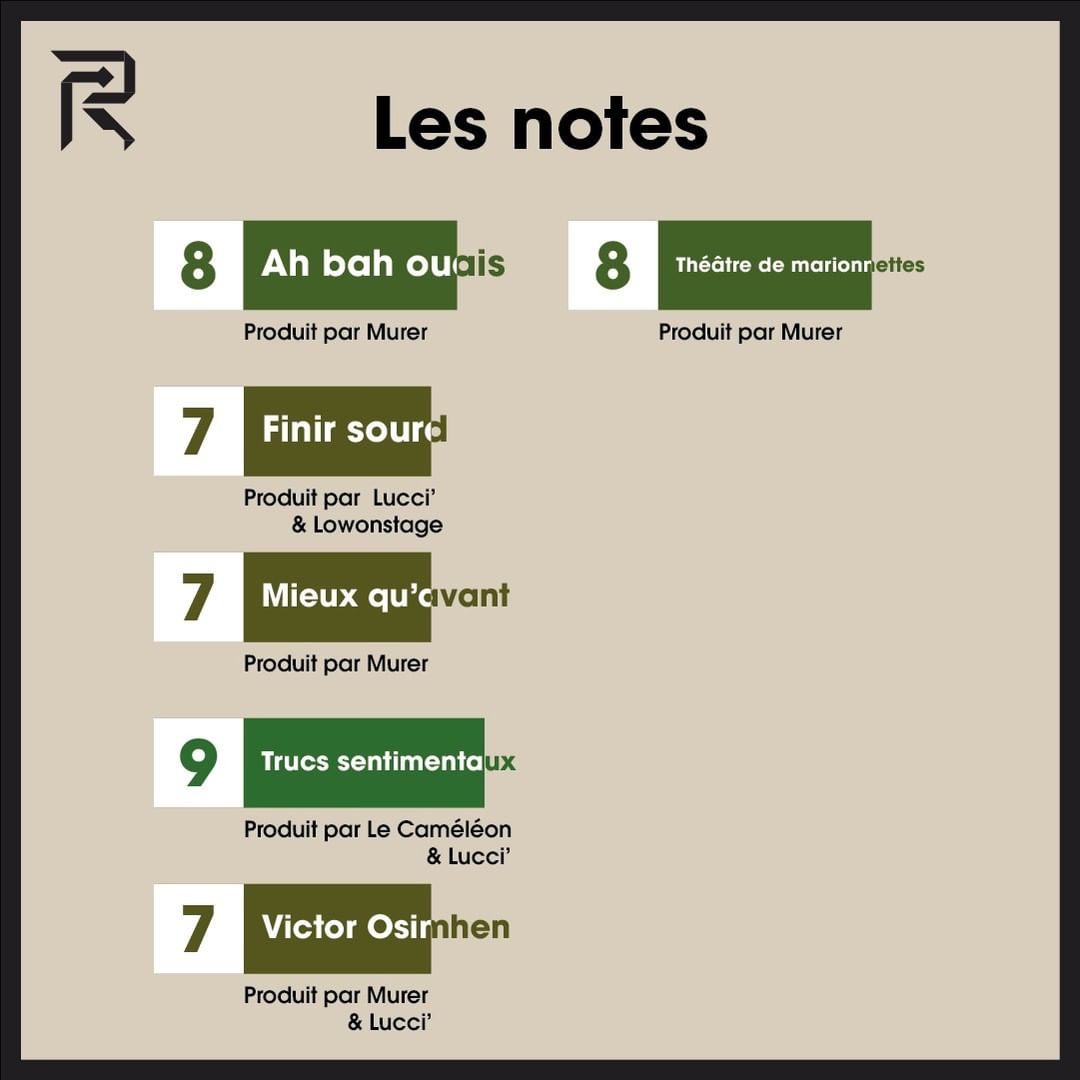 R
Les notes
8
Ah bah ouais
Produit par Murer
7
Finir sourd
Produit par Lucci’
& Lowonstage
7
Mieux qu’avant
Produit par Murer
9
Trucs sentimentaux
Produit par Le Caméléon
& Lucci’
7
Victor Osimhen
Produit par Murer
& Lucci’
8
Théâtre de marionnettes
Produit par Murer